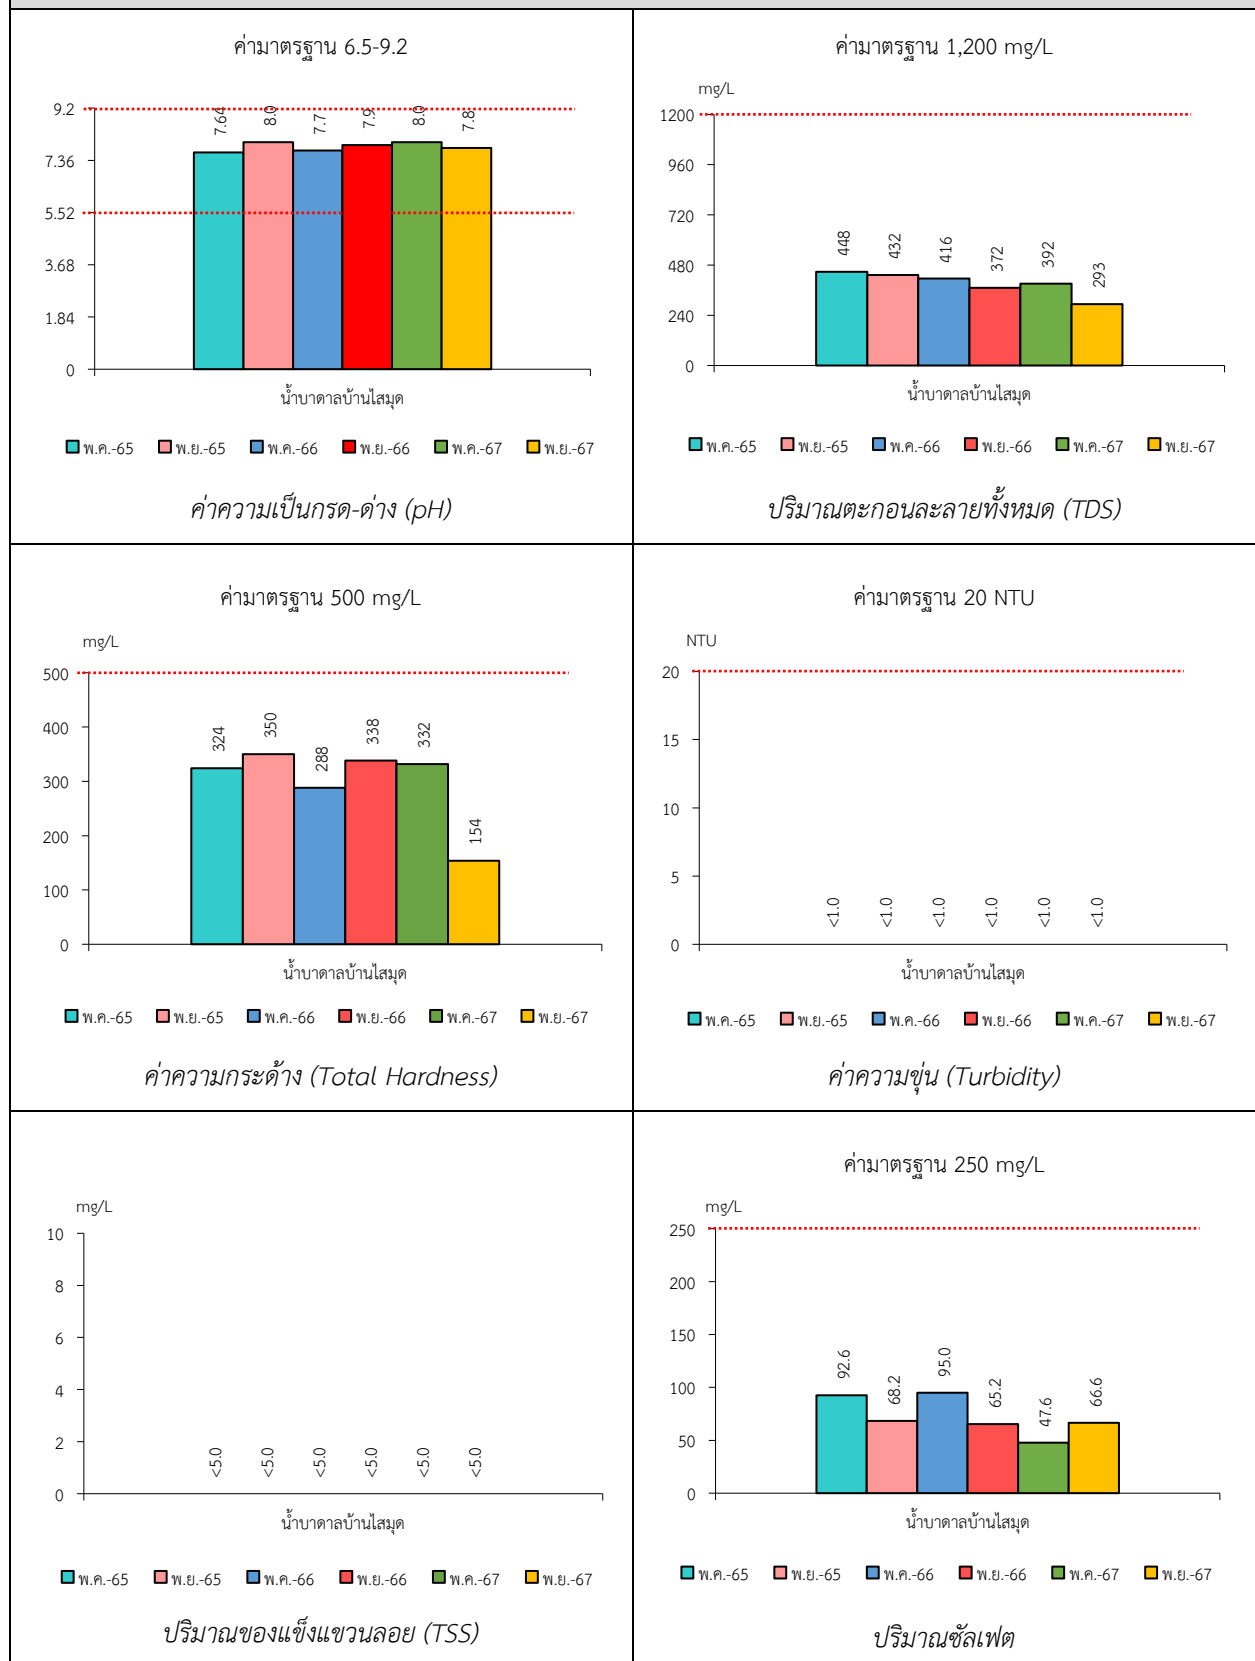 ค่ามาตรฐาน 6.5-9.2
9.2
7.36
5.52
3.68
1.84
0
7.64
8.0
7.7
7.9
8.0
7.8
น้ำบาดาลบ้านไสมุด
พ.ค.-65 พ.ย.-65 พ.ค.-66 พ.ย.-66 พ.ค.-67 พ.ย.-67
ค่าความเป็นกรด-ด่าง (pH)
ค่ามาตรฐาน 1,200 mg/L
mg/L
1200
960
720
480
240
0
448
432
416
372
392
293
น้ำบาดาลบ้านไสมุด
พ.ค.-65 พ.ย.-65 พ.ค.-66 พ.ย.-66 พ.ค.-67 พ.ย.-67
ปริมาณตะกอนละลายทั้งหมด (TDS)
ค่ามาตรฐาน 500 mg/L
mg/L
500
400
300
200
100
0
324
350
288
338
332
154
น้ำบาดาลบ้านไสมุด
พ.ค.-65 พ.ย.-65 พ.ค.-66 พ.ย.-66 พ.ค.-67 พ.ย.-67
ค่าความกระด้าง (Total Hardness)
ค่ามาตรฐาน 20 NTU
NTU
20
15
10
5
0
<1.0
<1.0
<1.0
<1.0
<1.0
<1.0
น้ำบาดาลบ้านไสมุด
พ.ค.-65 พ.ย.-65 พ.ค.-66 พ.ย.-66 พ.ค.-67 พ.ย.-67
ค่าความขุ่น (Turbidity)
mg/L
10
8
6
4
2
0
<5.0
<5.0
<5.0
<5.0
<5.0
<5.0
น้ำบาดาลบ้านไสมุด
พ.ค.-65 พ.ย.-65 พ.ค.-66 พ.ย.-66 พ.ค.-67 พ.ย.-67
ปริมาณของแข็งแขวนลอย (TSS)
ค่ามาตรฐาน 250 mg/L
mg/L
250
200
150
100
50
0
92.6
68.2
95.0
65.2
47.6
66.6
น้ำบาดาลบ้านไสมุด
พ.ค.-65 พ.ย.-65 พ.ค.-66 พ.ย.-66 พ.ค.-67 พ.ย.-67
ปริมาณซัลเฟต